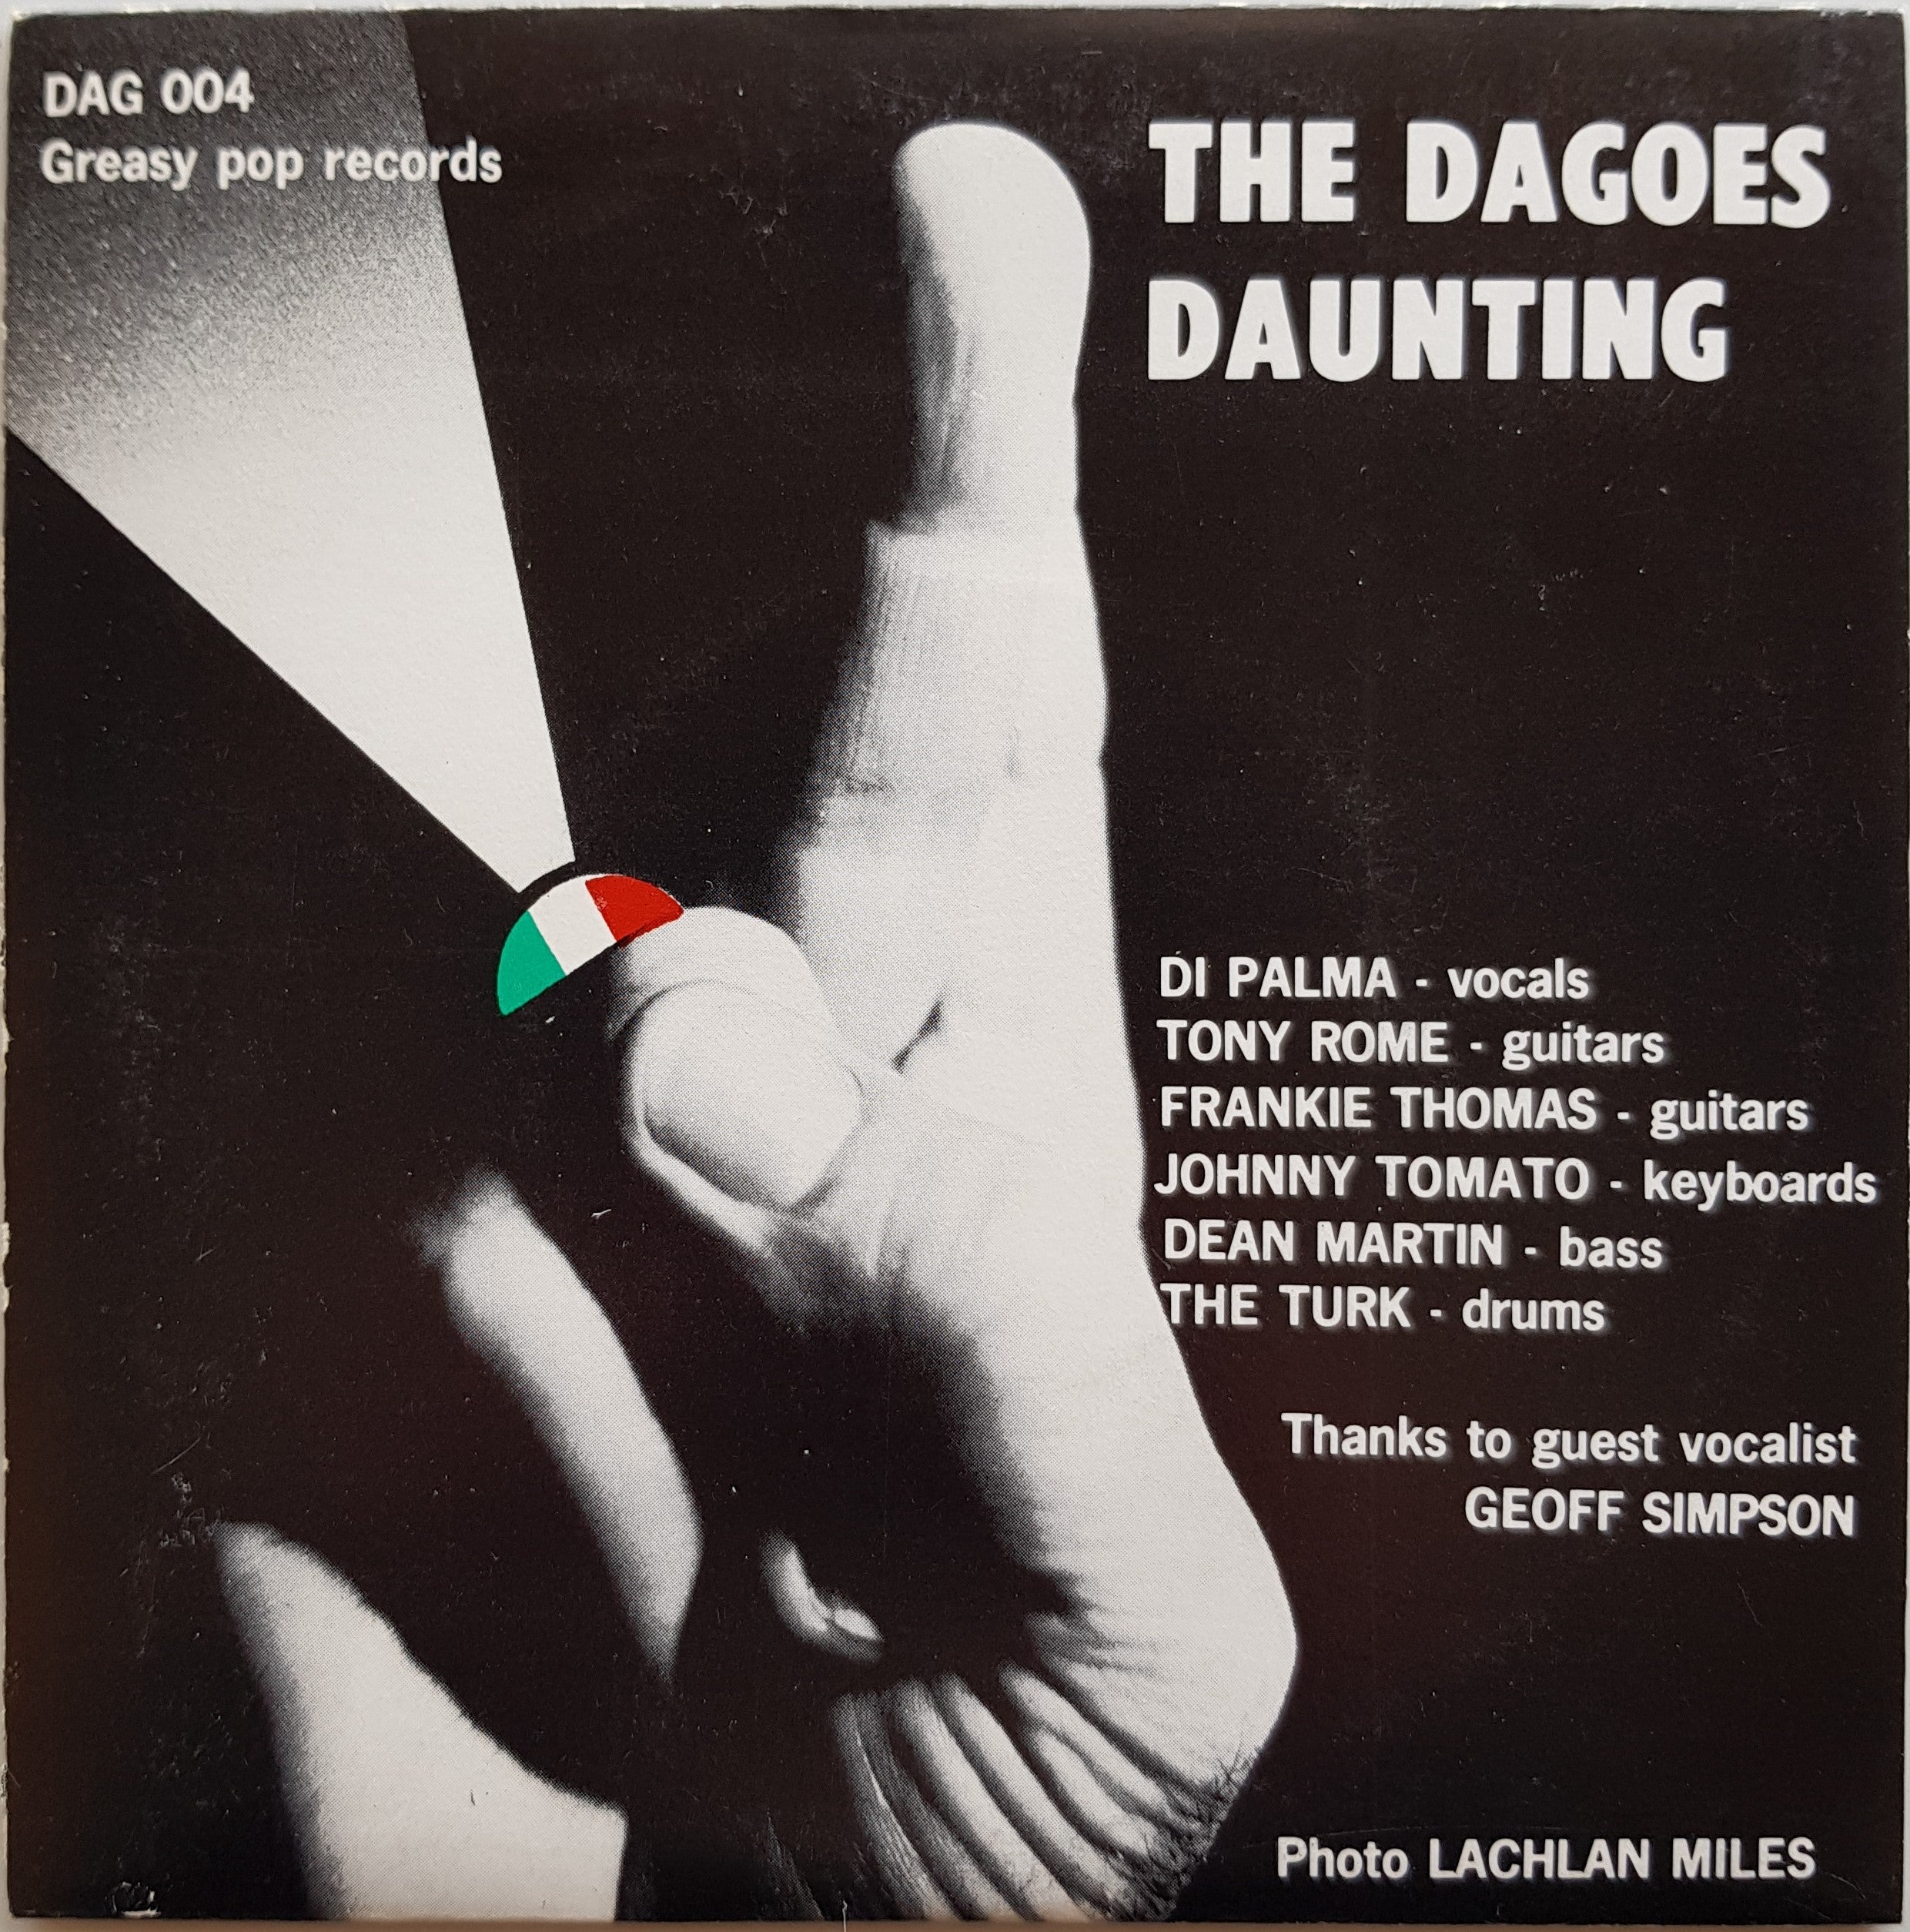 DAG 004
Greasy pop records
THE DAGOES
DAUNTING
DI PALMA - vocals
TONY ROME - guitars
FRANKIE THOMAS - guitars
JOHNNY TOMATO - keyboards
DEAN MARTIN - bass
THE TURK - drums
Thanks to guest vocalist
GEOFF SIMPSON
Photo LACHLAN MILES